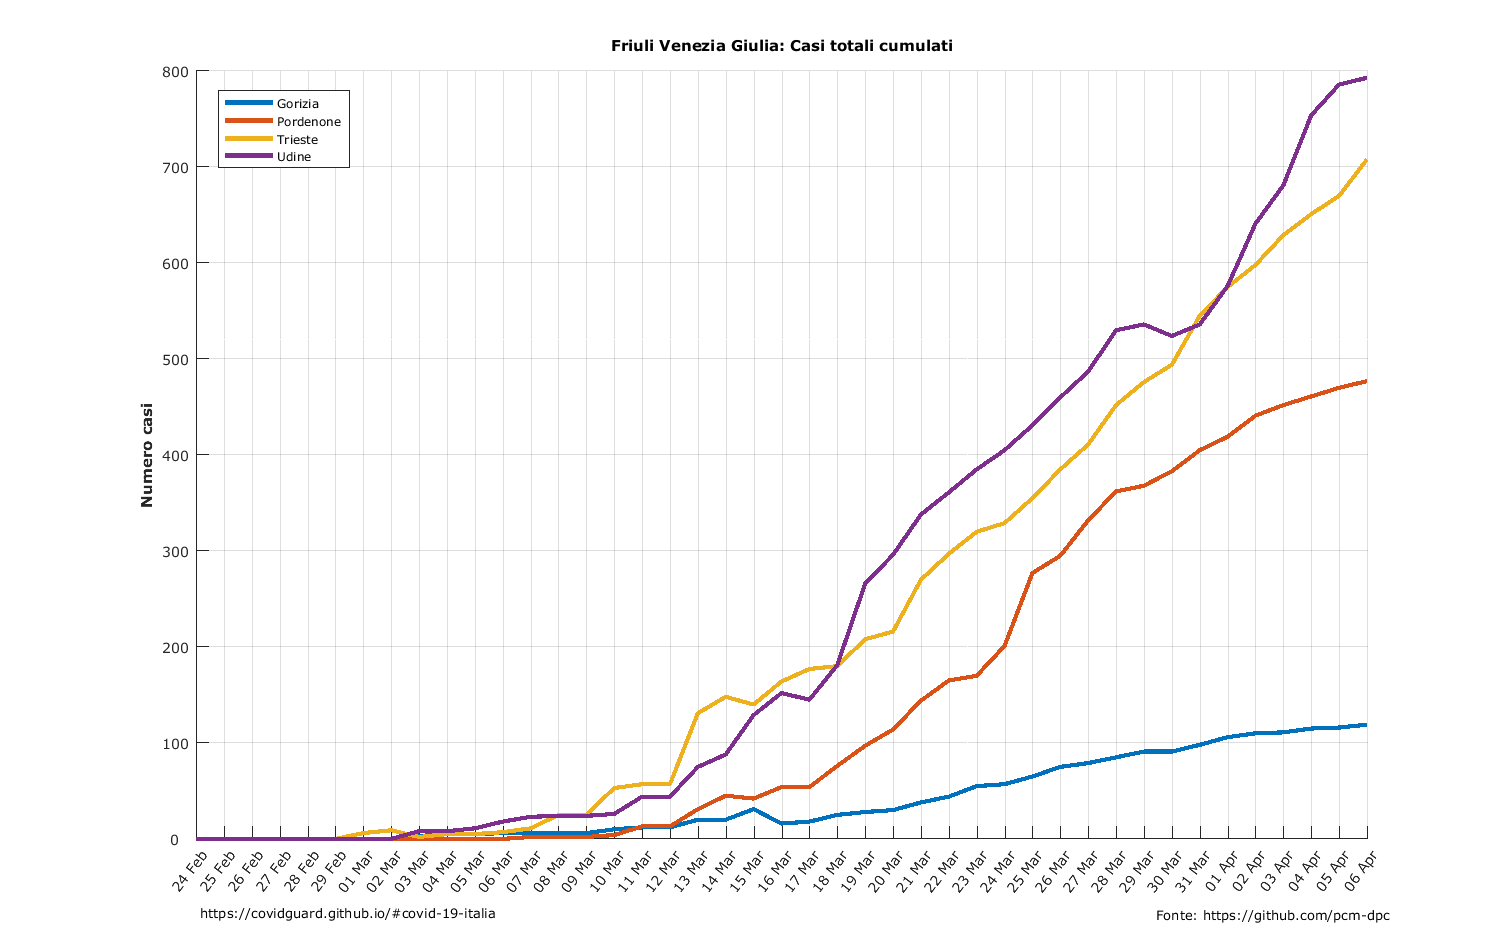 Friuli Venezia Giulia: Casi totali cumulati
800
700
600
500
400
300
200
100
0
Numero casi
Gorizia
Pordenone
Trieste
Udine
24 Feb
25 Feb
26 Feb
27 Feb
28 Feb
29 Feb
01 Mar
02 Mar
03 Mar
04 Mar
05 Mar
06 Mar
07 Mar
08 Mar
09 Mar
10 Mar
11 Mar
12 Mar
13 Mar
14 Mar
15 Mar
16 Mar
17 Mar
18 Mar
19 Mar
20 Mar
21 Mar
22 Mar
23 Mar
24 Mar
25 Mar
26 Mar
27 Mar
28 Mar
29 Mar
30 Mar
31 Mar
01 Apr
02 Apr
03 Apr
04 Apr
05 Apr
06 Apr
https://covidguard.github.io/#covid-19-italia
Fonte: https://github.com/pcm-dpc